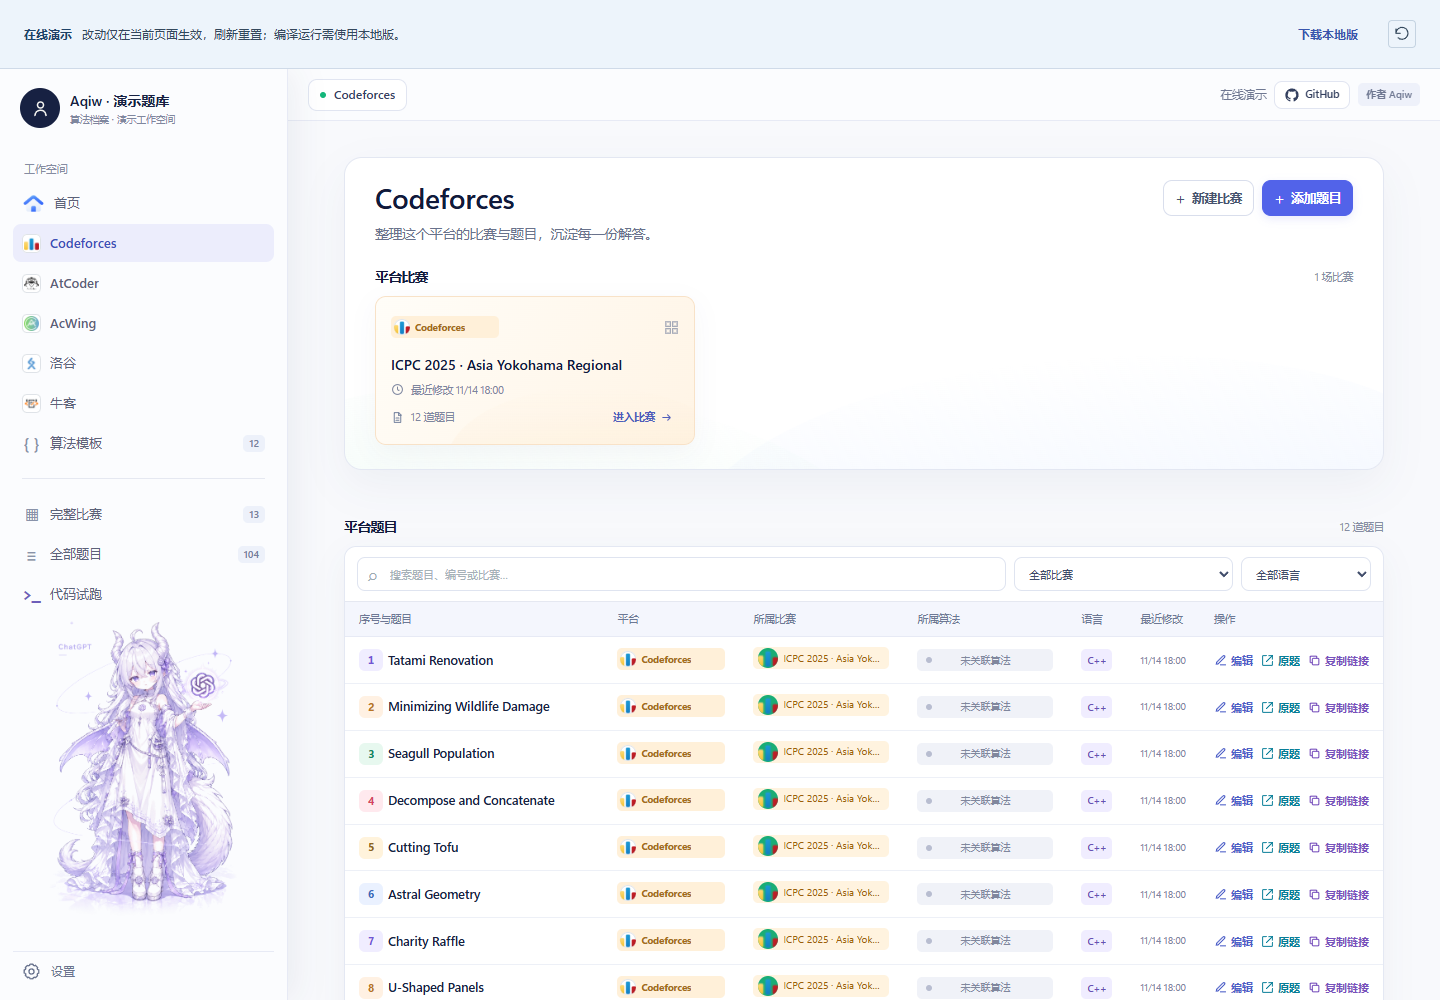 在线演示 改动仅在当前页面生效，刷新重置；编译运行需使用本地版。 下载本地版
Aqiw · 演示题库
算法档案 · 演示工作空间
Codeforces
在线演示 GitHub 作者 Aqiw
工作空间
首页
Codeforces
AtCoder
AcWing
洛谷
牛客
{ } 算法模板 12
完整比赛 13
全部题目 104
>_ 代码试跑
ChatGPT
设置
Codeforces
+ 新建比赛 + 添加题目
整理这个平台的比赛与题目，沉淀每一份解答。
平台比赛 1 场比赛
Codeforces
ICPC 2025 · Asia Yokohama Regional
最近修改 11/14 18:00
12 道题目 进入比赛 →
平台题目 12 道题目
搜索题目、编号或比赛... 全部比赛 全部语言
序号与题目 平台 所属比赛 所属算法 语言 最近修改 操作
1 Tatami Renovation Codeforces ICPC 2025 · Asia Yok... 未关联算法 C++ 11/14 18:00 编辑 原题 复制链接
2 Minimizing Wildlife Damage Codeforces ICPC 2025 · Asia Yok... 未关联算法 C++ 11/14 18:00 编辑 原题 复制链接
3 Seagull Population Codeforces ICPC 2025 · Asia Yok... 未关联算法 C++ 11/14 18:00 编辑 原题 复制链接
4 Decompose and Concatenate Codeforces ICPC 2025 · Asia Yok... 未关联算法 C++ 11/14 18:00 编辑 原题 复制链接
5 Cutting Tofu Codeforces ICPC 2025 · Asia Yok... 未关联算法 C++ 11/14 18:00 编辑 原题 复制链接
6 Astral Geometry Codeforces ICPC 2025 · Asia Yok... 未关联算法 C++ 11/14 18:00 编辑 原题 复制链接
7 Charity Raffle Codeforces ICPC 2025 · Asia Yok... 未关联算法 C++ 11/14 18:00 编辑 原题 复制链接
8 U-Shaped Panels Codeforces ICPC 2025 · Asia Yok... 未关联算法 C++ 11/14 18:00 编辑 原题 复制链接